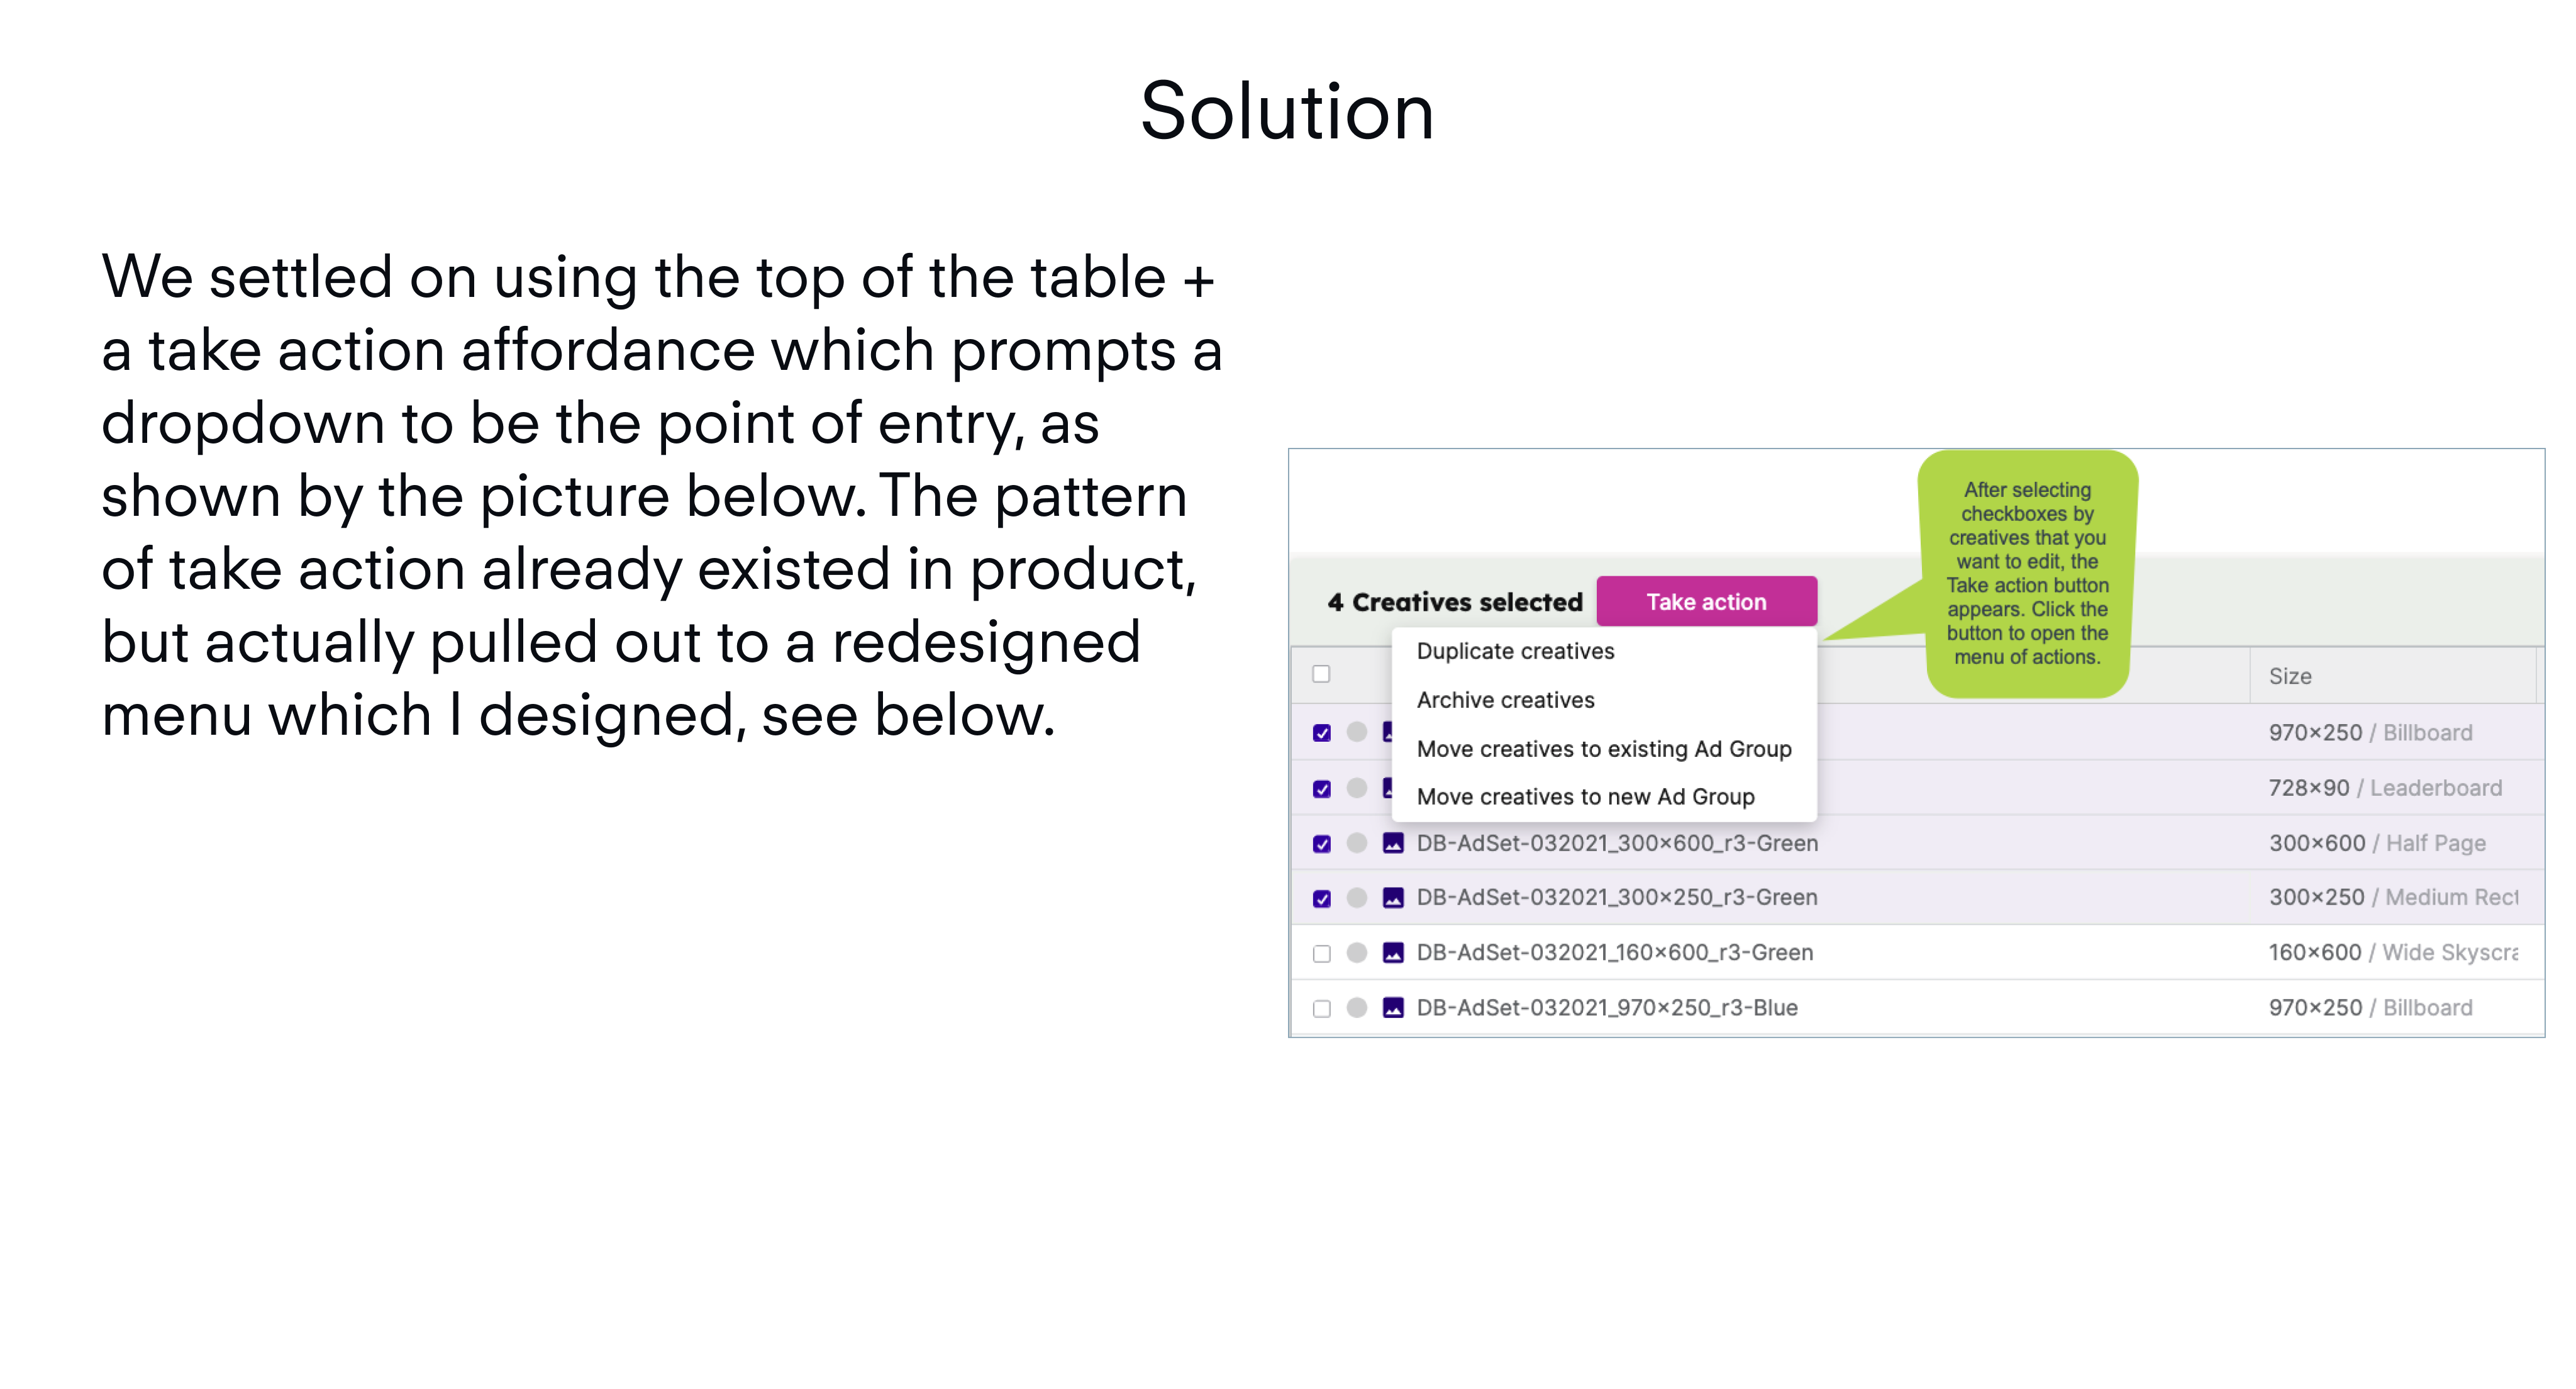 Solution
We settled on using the top of the table +
a take action affordance which prompts a
dropdown to be the point of entry, as
shown by the picture below. The pattern
of take action already existed in product,
but actually pulled out to a redesigned
menu which I designed, see below.
After selecting
checkboxes by
creatives that you
want to edit, the
Take action button
appears. Click the
button to open the
menu of actions.
4 Creatives selected
Take action
Duplicate creatives
Archive creatives
Move creatives to existing Ad Group
Move creatives to new Ad Group
Size
970×250 / Billboard
728×90 / Leaderboard
DB-AdSet-032021_300×600_r3-Green 300×600 / Half Page
DB-AdSet-032021_300×250_r3-Green 300×250 / Medium Rect
DB-AdSet-032021_160×600_r3-Green 160×600 / Wide Skyscra
DB-AdSet-032021_970×250_r3-Blue 970×250 / Billboard